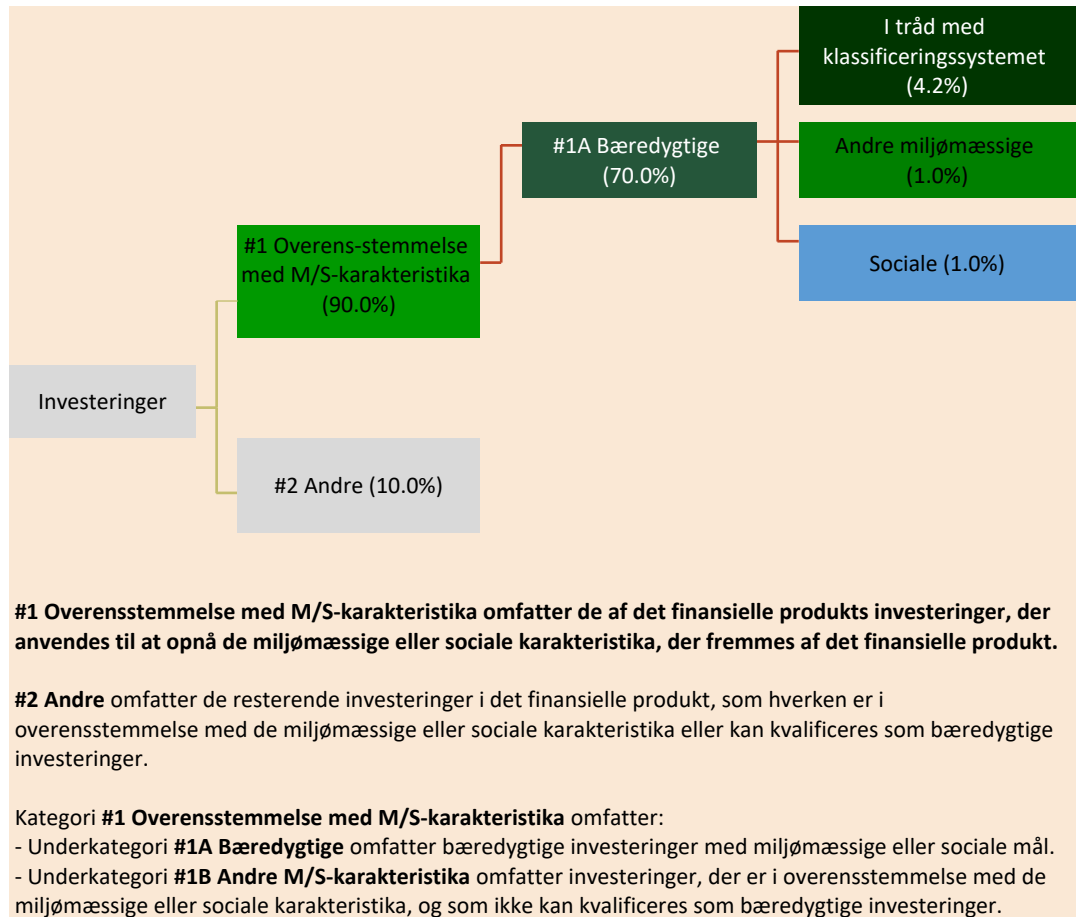 I tråd med
klassificeringssystemet
(4.2%)
#1A Bæredygtige
(70.0%)
Andre miljømæssige
(1.0%)
#1 Overens-stemmelse
med M/S-karakteristika
(90.0%)
Sociale (1.0%)
Investeringer
#2 Andre (10.0%)
#1 Overensstemmelse med M/S-karakteristika omfatter de af det finansielle produkts investeringer, der
anvendes til at opnå de miljømæssige eller sociale karakteristika, der fremmes af det finansielle produkt.
#2 Andre omfatter de resterende investeringer i det finansielle produkt, som hverken er i
overensstemmelse med de miljømæssige eller sociale karakteristika eller kan kvalificeres som bæredygtige
investeringer.
Kategori #1 Overensstemmelse med M/S-karakteristika omfatter:
- Underkategori #1A Bæredygtige omfatter bæredygtige investeringer med miljømæssige eller sociale mål.
- Underkategori #1B Andre M/S-karakteristika omfatter investeringer, der er i overensstemmelse med de
miljømæssige eller sociale karakteristika, og som ikke kan kvalificeres som bæredygtige investeringer.